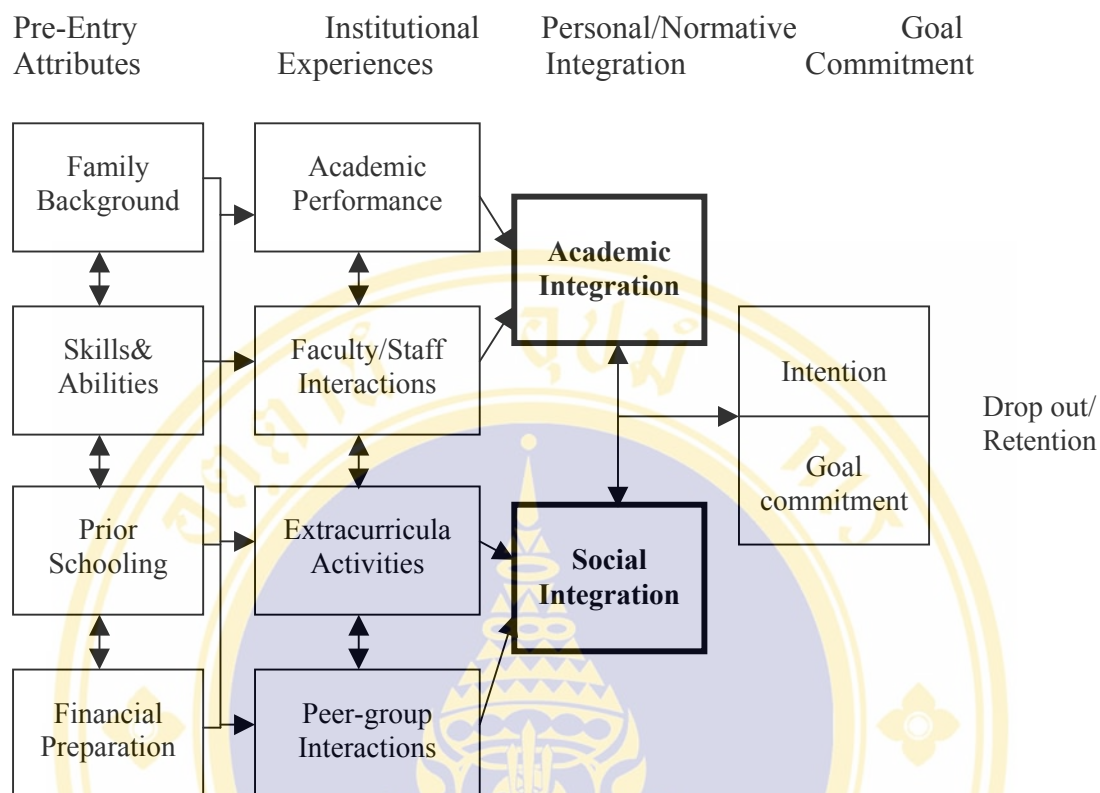 Pre-Entry
Attributes
Institutional
Experiences
Personal/Normative
Integration
Goal
Commitment
Family
Background
Academic
Performance
Academic
Integration
Skills&
Abilities
Faculty/Staff
Interactions
Intention
Goal
commitment
Drop out/
Retention
Prior
Schooling
Extracurricula
Activities
Social
Integration
Financial
Preparation
Peer-group
Interactions